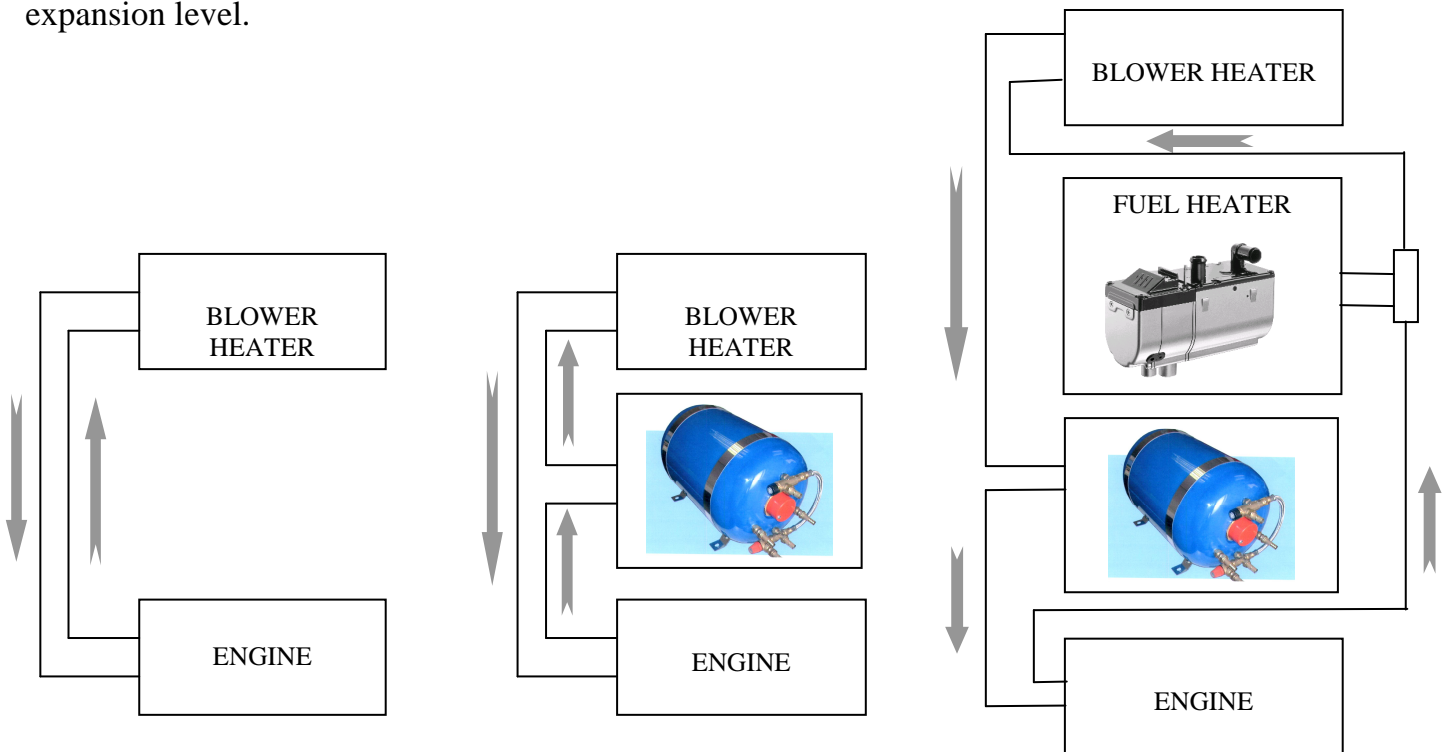 expansion level.
BLOWER
HEATER
ENGINE
BLOWER
HEATER
ENGINE
BLOWER HEATER
FUEL HEATER
ENGINE